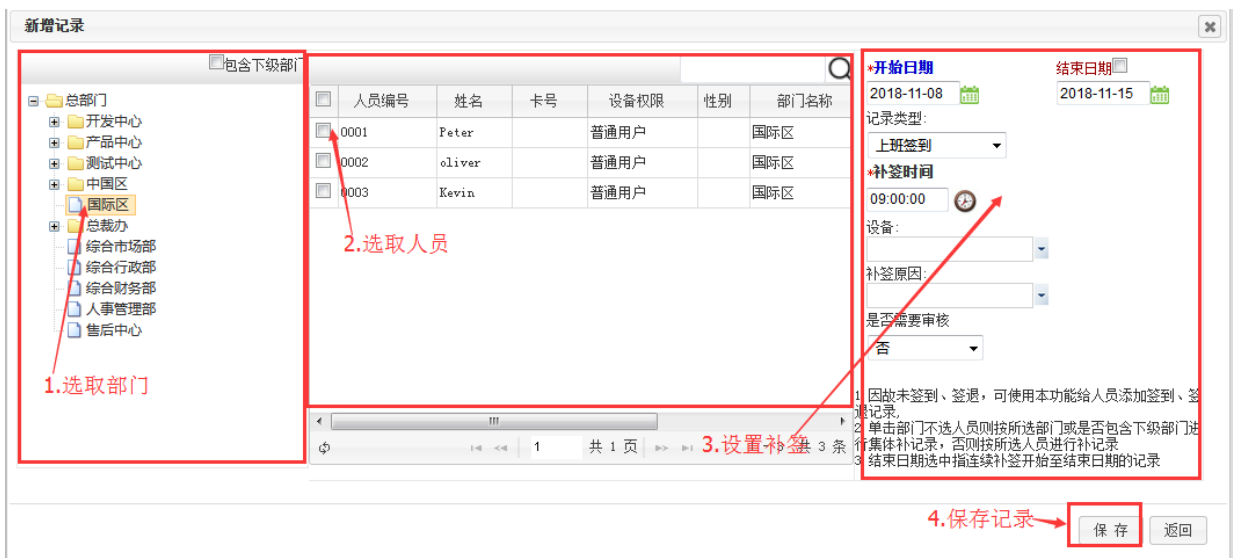 新增记录
包含下级部门
总部门
开发中心
产品中心
测试中心
中国区
国际区
总裁办
综合市场部
综合行政部
综合财务部
人事管理部
售后中心
1.选取部门
人员编号 姓名 卡号 设备权限 性别 部门名称
0001 Peter 普通用户 国际区
0002 oliver 普通用户 国际区
0003 Kevin 普通用户 国际区
2.选取人员
1 共 1 页
3 共 3 条
3.设置补签
*开始日期 结束日期
2018-11-08 2018-11-15
记录类型:
上班签到
*补签时间
09:00:00
设备:
补签原因:
是否需要审核
否
1 因故未签到、签退，可使用本功能给人员添加签到、签
退记录,
2 单击部门不选人员则按所选部门或是否包含下级部门进
行集体补记录，否则按所选人员进行补记录
3 结束日期选中指连续补签开始至结束日期的记录
4.保存记录
保 存 返回